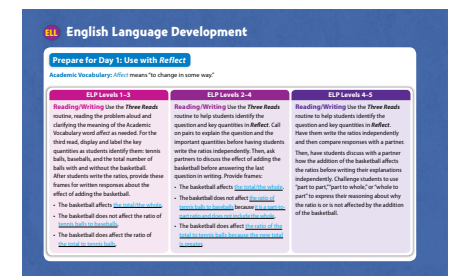 ELL English Language Development
Prepare for Day 1: Use with Reflect
Academic Vocabulary: Affect means "to change in some way."
ELP Levels 1–3
Reading/Writing Use the Three Reads
routine, reading the problem aloud and
clarifying the meaning of the Academic
Vocabulary word affect as needed. For the
third read, display and label the key
quantities as students identify them: tennis
balls, baseballs, and the total number of
balls with and without the basketball.
After students write the ratios, provide these
frames for written responses about the
effect of adding the basketball.
• The basketball affects the total/the whole.
• The basketball does not affect the ratio of
tennis balls to baseballs.
• The basketball does affect the ratio of
the total to tennis balls.
ELP Levels 2–4
Reading/Writing Use the Three Reads
routine to help students identify the
question and key quantities in Reflect. Call
on pairs to explain the question and the
important quantities before having students
write the ratios independently. Then, ask
partners to discuss the effect of adding the
basketball before answering the last
question in writing. Provide frames:
• The basketball affects the total/the whole.
• The basketball does not affect the ratio of
tennis balls to baseballs because it is a part-to-
part ratio and does not include the whole.
• The basketball does affect the ratio of the
total to tennis balls because the new total
is greater.
ELP Levels 4–5
Reading/Writing Use the Three Reads
routine to help students identify the
question and key quantities in Reflect.
Have them write the ratios independently
and then compare responses with a partner.
Then, have students discuss with a partner
how the addition of the basketball affects
the ratios before writing their explanations
independently. Challenge students to use
"part to part," "part to whole," or "whole to
part" to express their reasoning about why
the ratio is or is not affected by the addition
of the basketball.